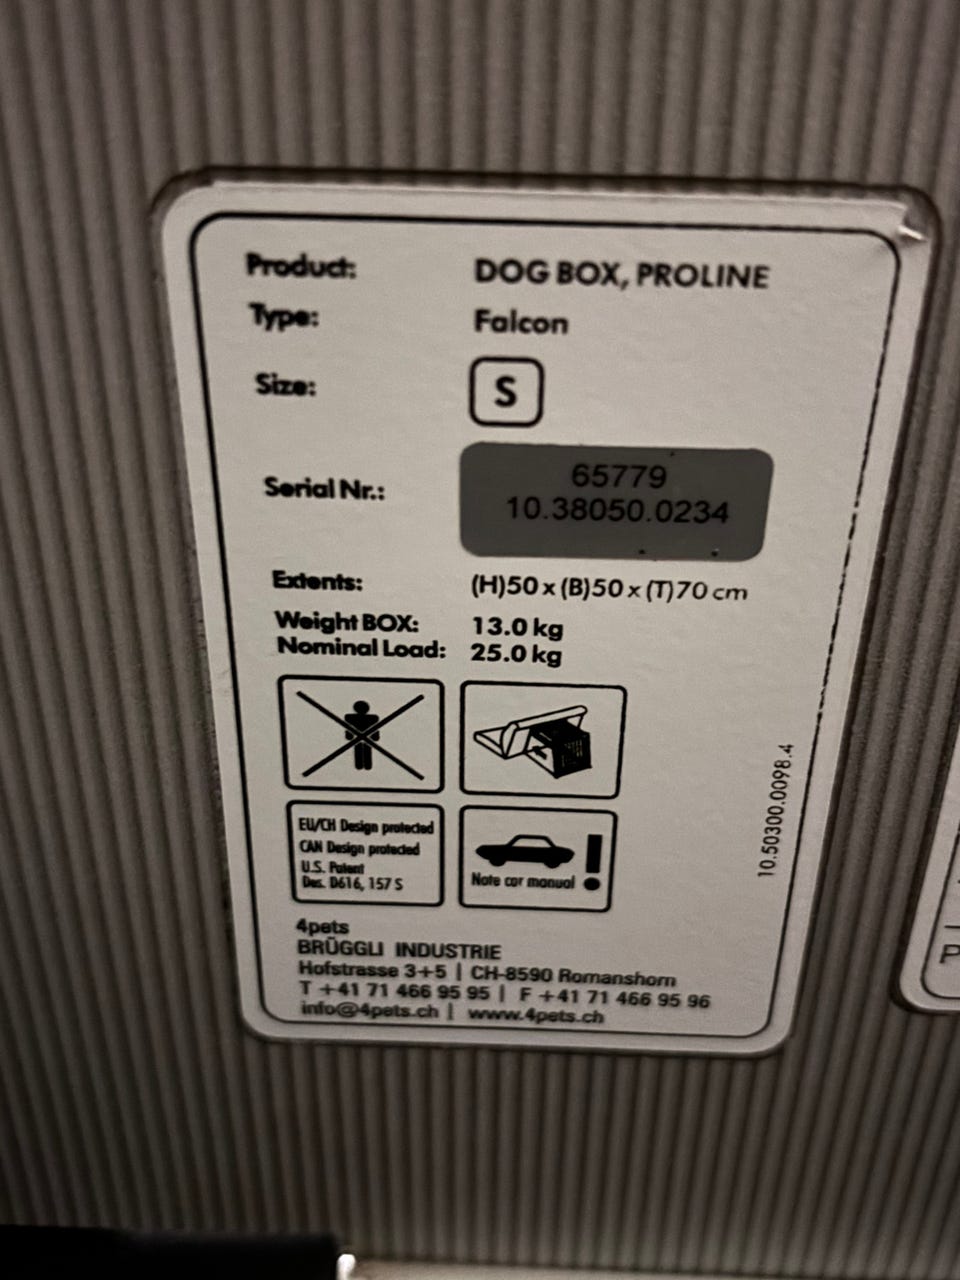 Product: DOG BOX, PROLINE
Type: Falcon
Size: S
Serial Nr.: 65779
10.38050.0234
Extents: (H)50 x (B)50 x (T)70 cm
Weight BOX: 13.0 kg
Nominal Load: 25.0 kg
EU/CH Design protected
CAN Design protected
U.S. Patent
Des. D616, 157 S
Note car manual !
10.50300.0098.4
4pets
BRÜGGLI INDUSTRIE
Hofstrasse 3+5 | CH-8590 Romanshorn
T +41 71 466 95 95 | F +41 71 466 95 96
info@4pets.ch | www.4pets.ch
P